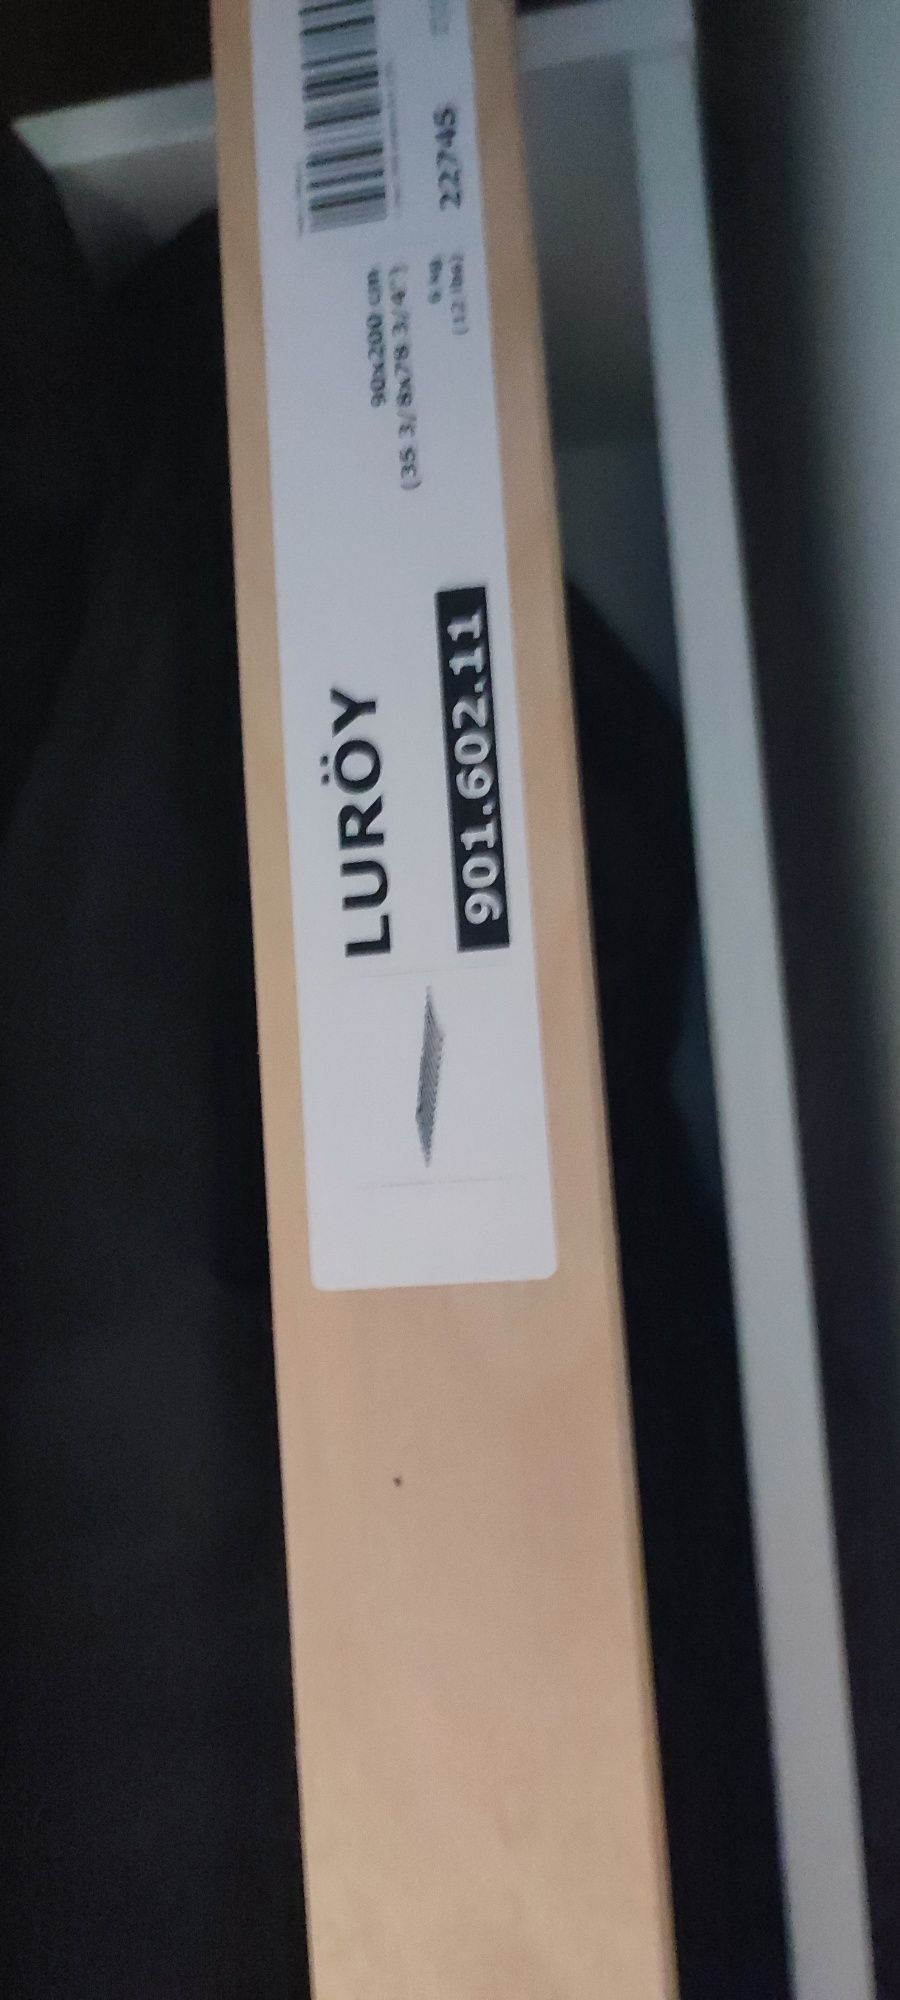 LURÖY
901.602.11
90x200 cm
(35 3/8x78 3/4")
22745